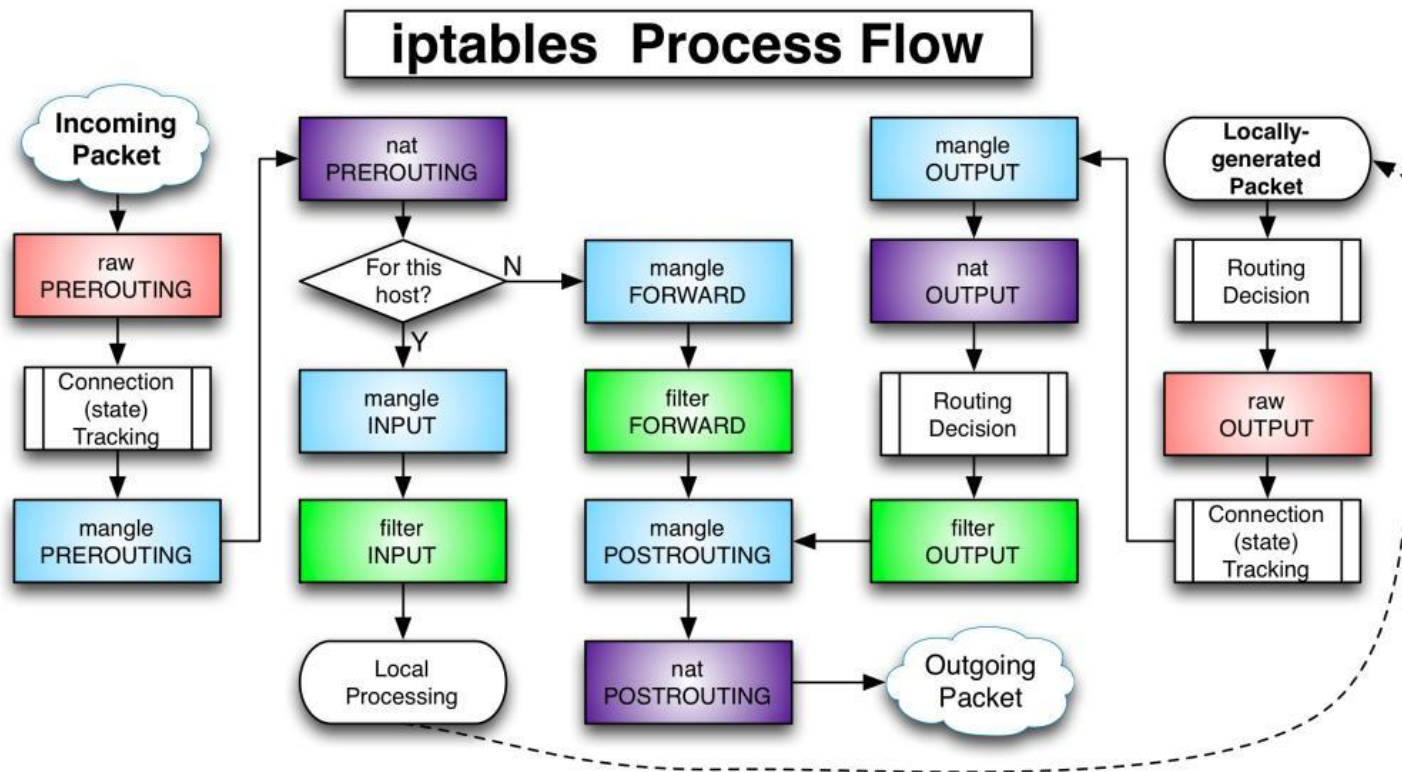 iptables Process Flow
Incoming
Packet
raw
PREROUTING
Connection
(state)
Tracking
mangle
PREROUTING
nat
PREROUTING
For this
host?
N
Y
mangle
INPUT
filter
INPUT
Local
Processing
mangle
FORWARD
filter
FORWARD
mangle
POSTROUTING
nat
POSTROUTING
mangle
OUTPUT
nat
OUTPUT
Routing
Decision
filter
OUTPUT
Outgoing
Packet
Locally-
generated
Packet
Routing
Decision
raw
OUTPUT
Connection
(state)
Tracking